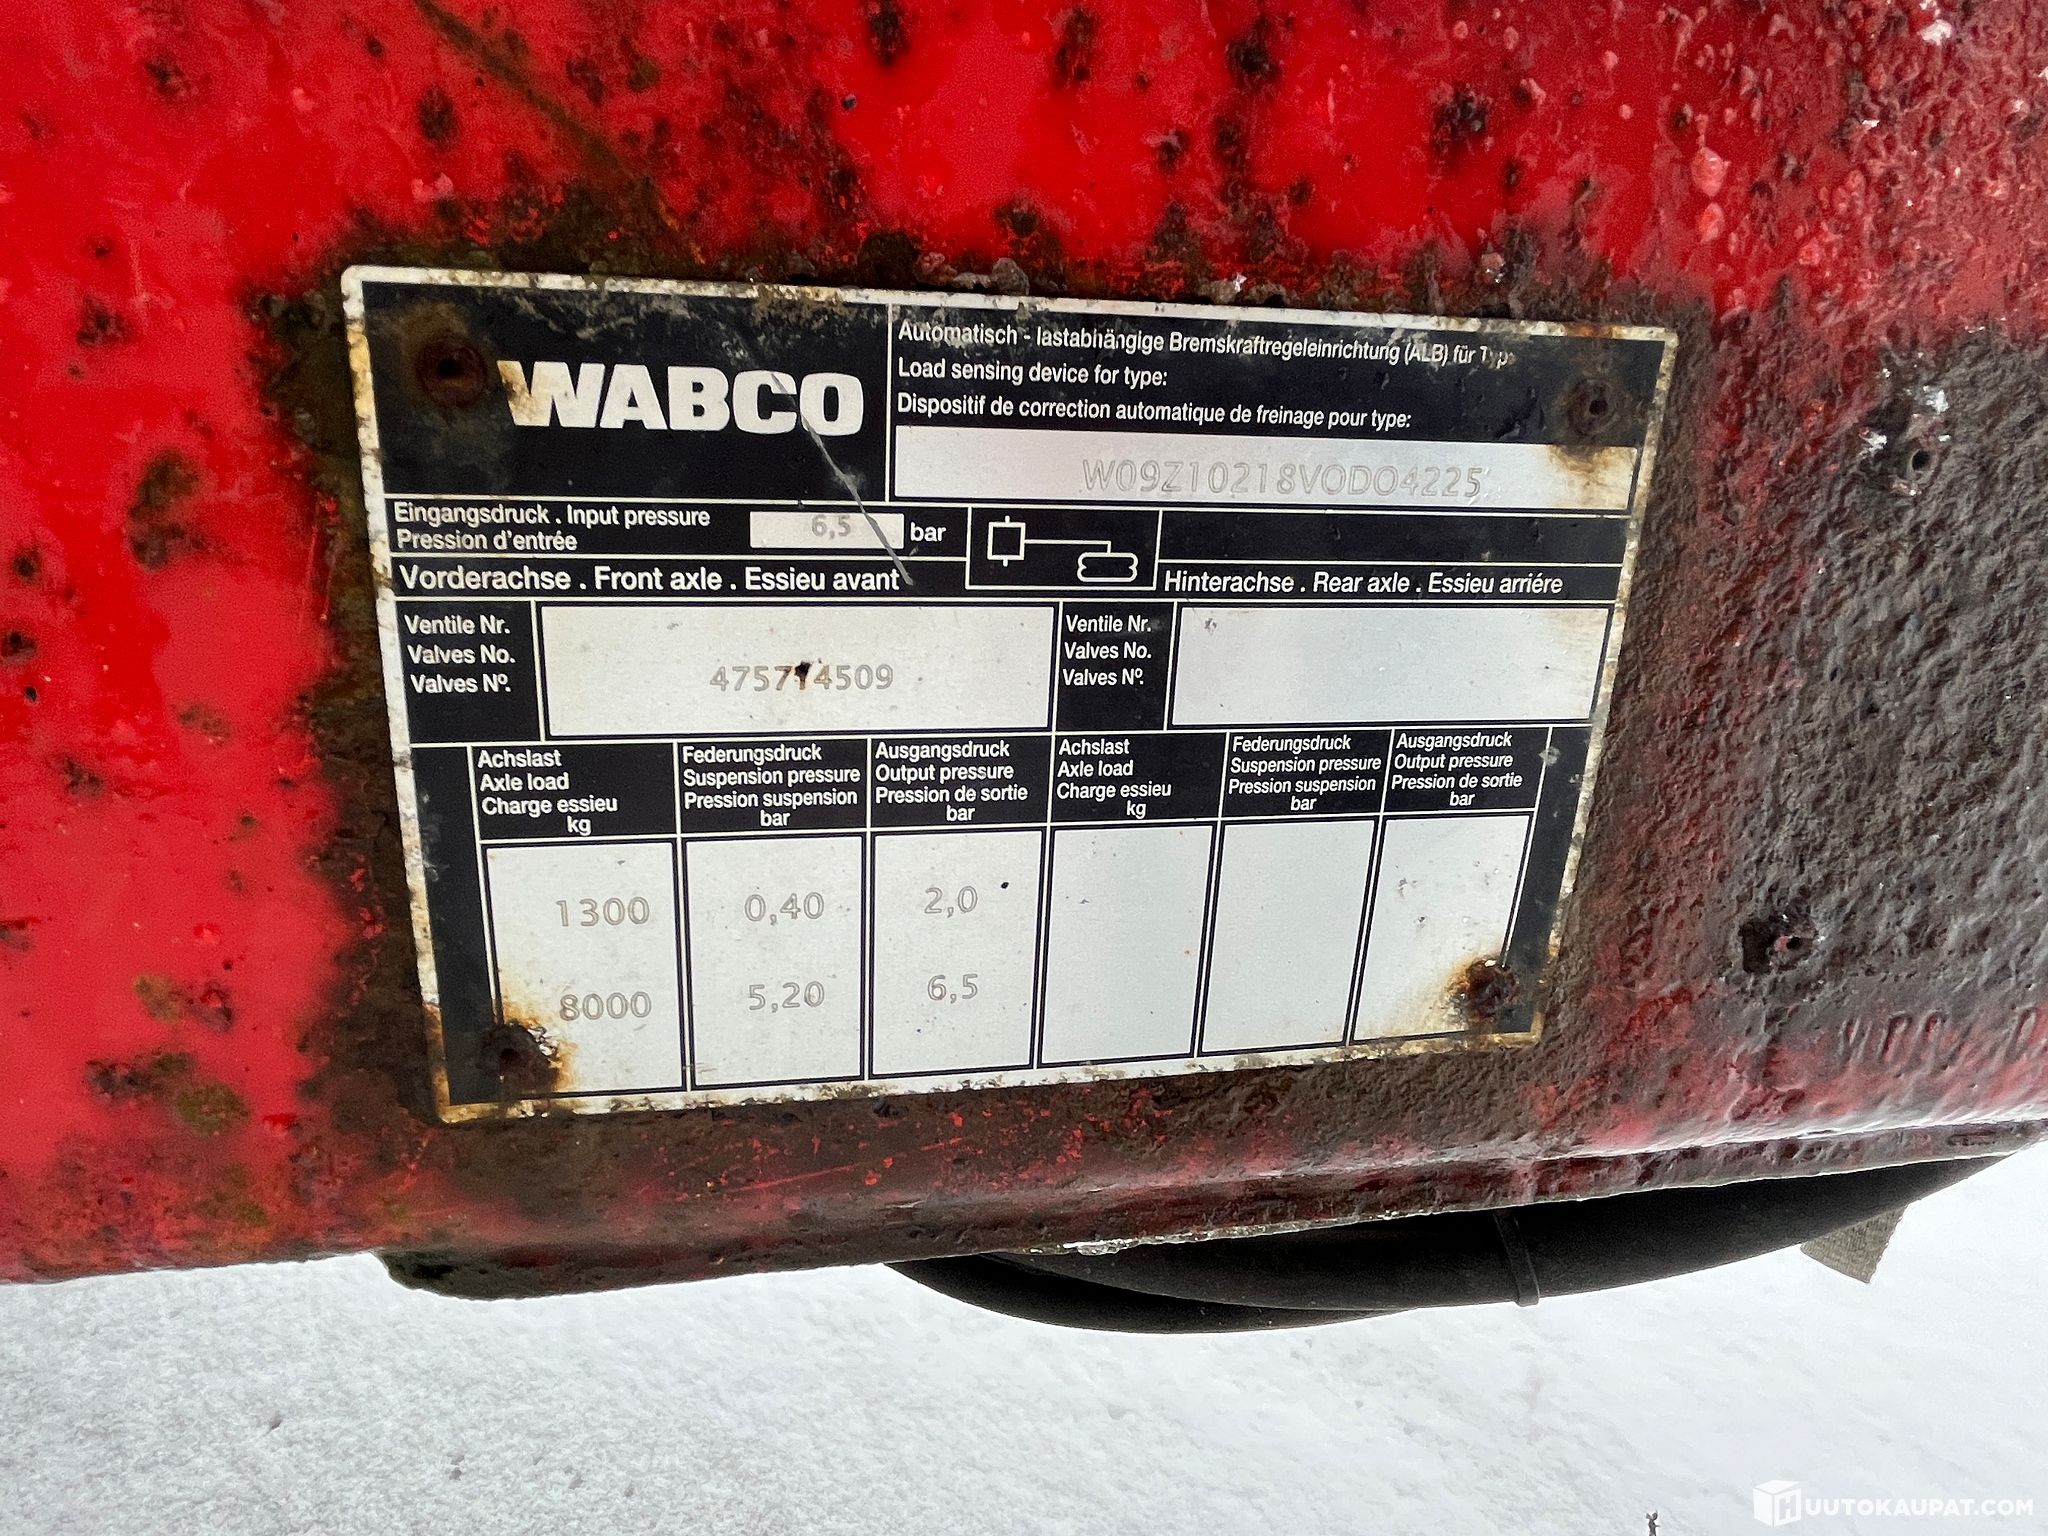 WABCO
Automatisch - lastabhängige Bremskraftregeleinrichtung (ALB) für Typ
Load sensing device for type:
Dispositif de correction automatique de freinage pour type:
W09Z10218VODO4225
Eingangsdruck . Input pressure
Pression d'entrée
6,5 bar
Vorderachse . Front axle . Essieu avant
Hinterachse . Rear axle . Essieu arriére
Ventile Nr.
Valves No.
Valves Nº.
475714509
Ventile Nr.
Valves No.
Valves Nº.
Achslast
Axle load
Charge essieu
kg
Federungsdruck
Suspension pressure
Pression suspension
bar
Ausgangsdruck
Output pressure
Pression de sortie
bar
Achslast
Axle load
Charge essieu
kg
Federungsdruck
Suspension pressure
Pression suspension
bar
Ausgangsdruck
Output pressure
Pression de sortie
bar
1300 0,40 2,0
8000 5,20 6,5
HUUTOKAUPAT.COM